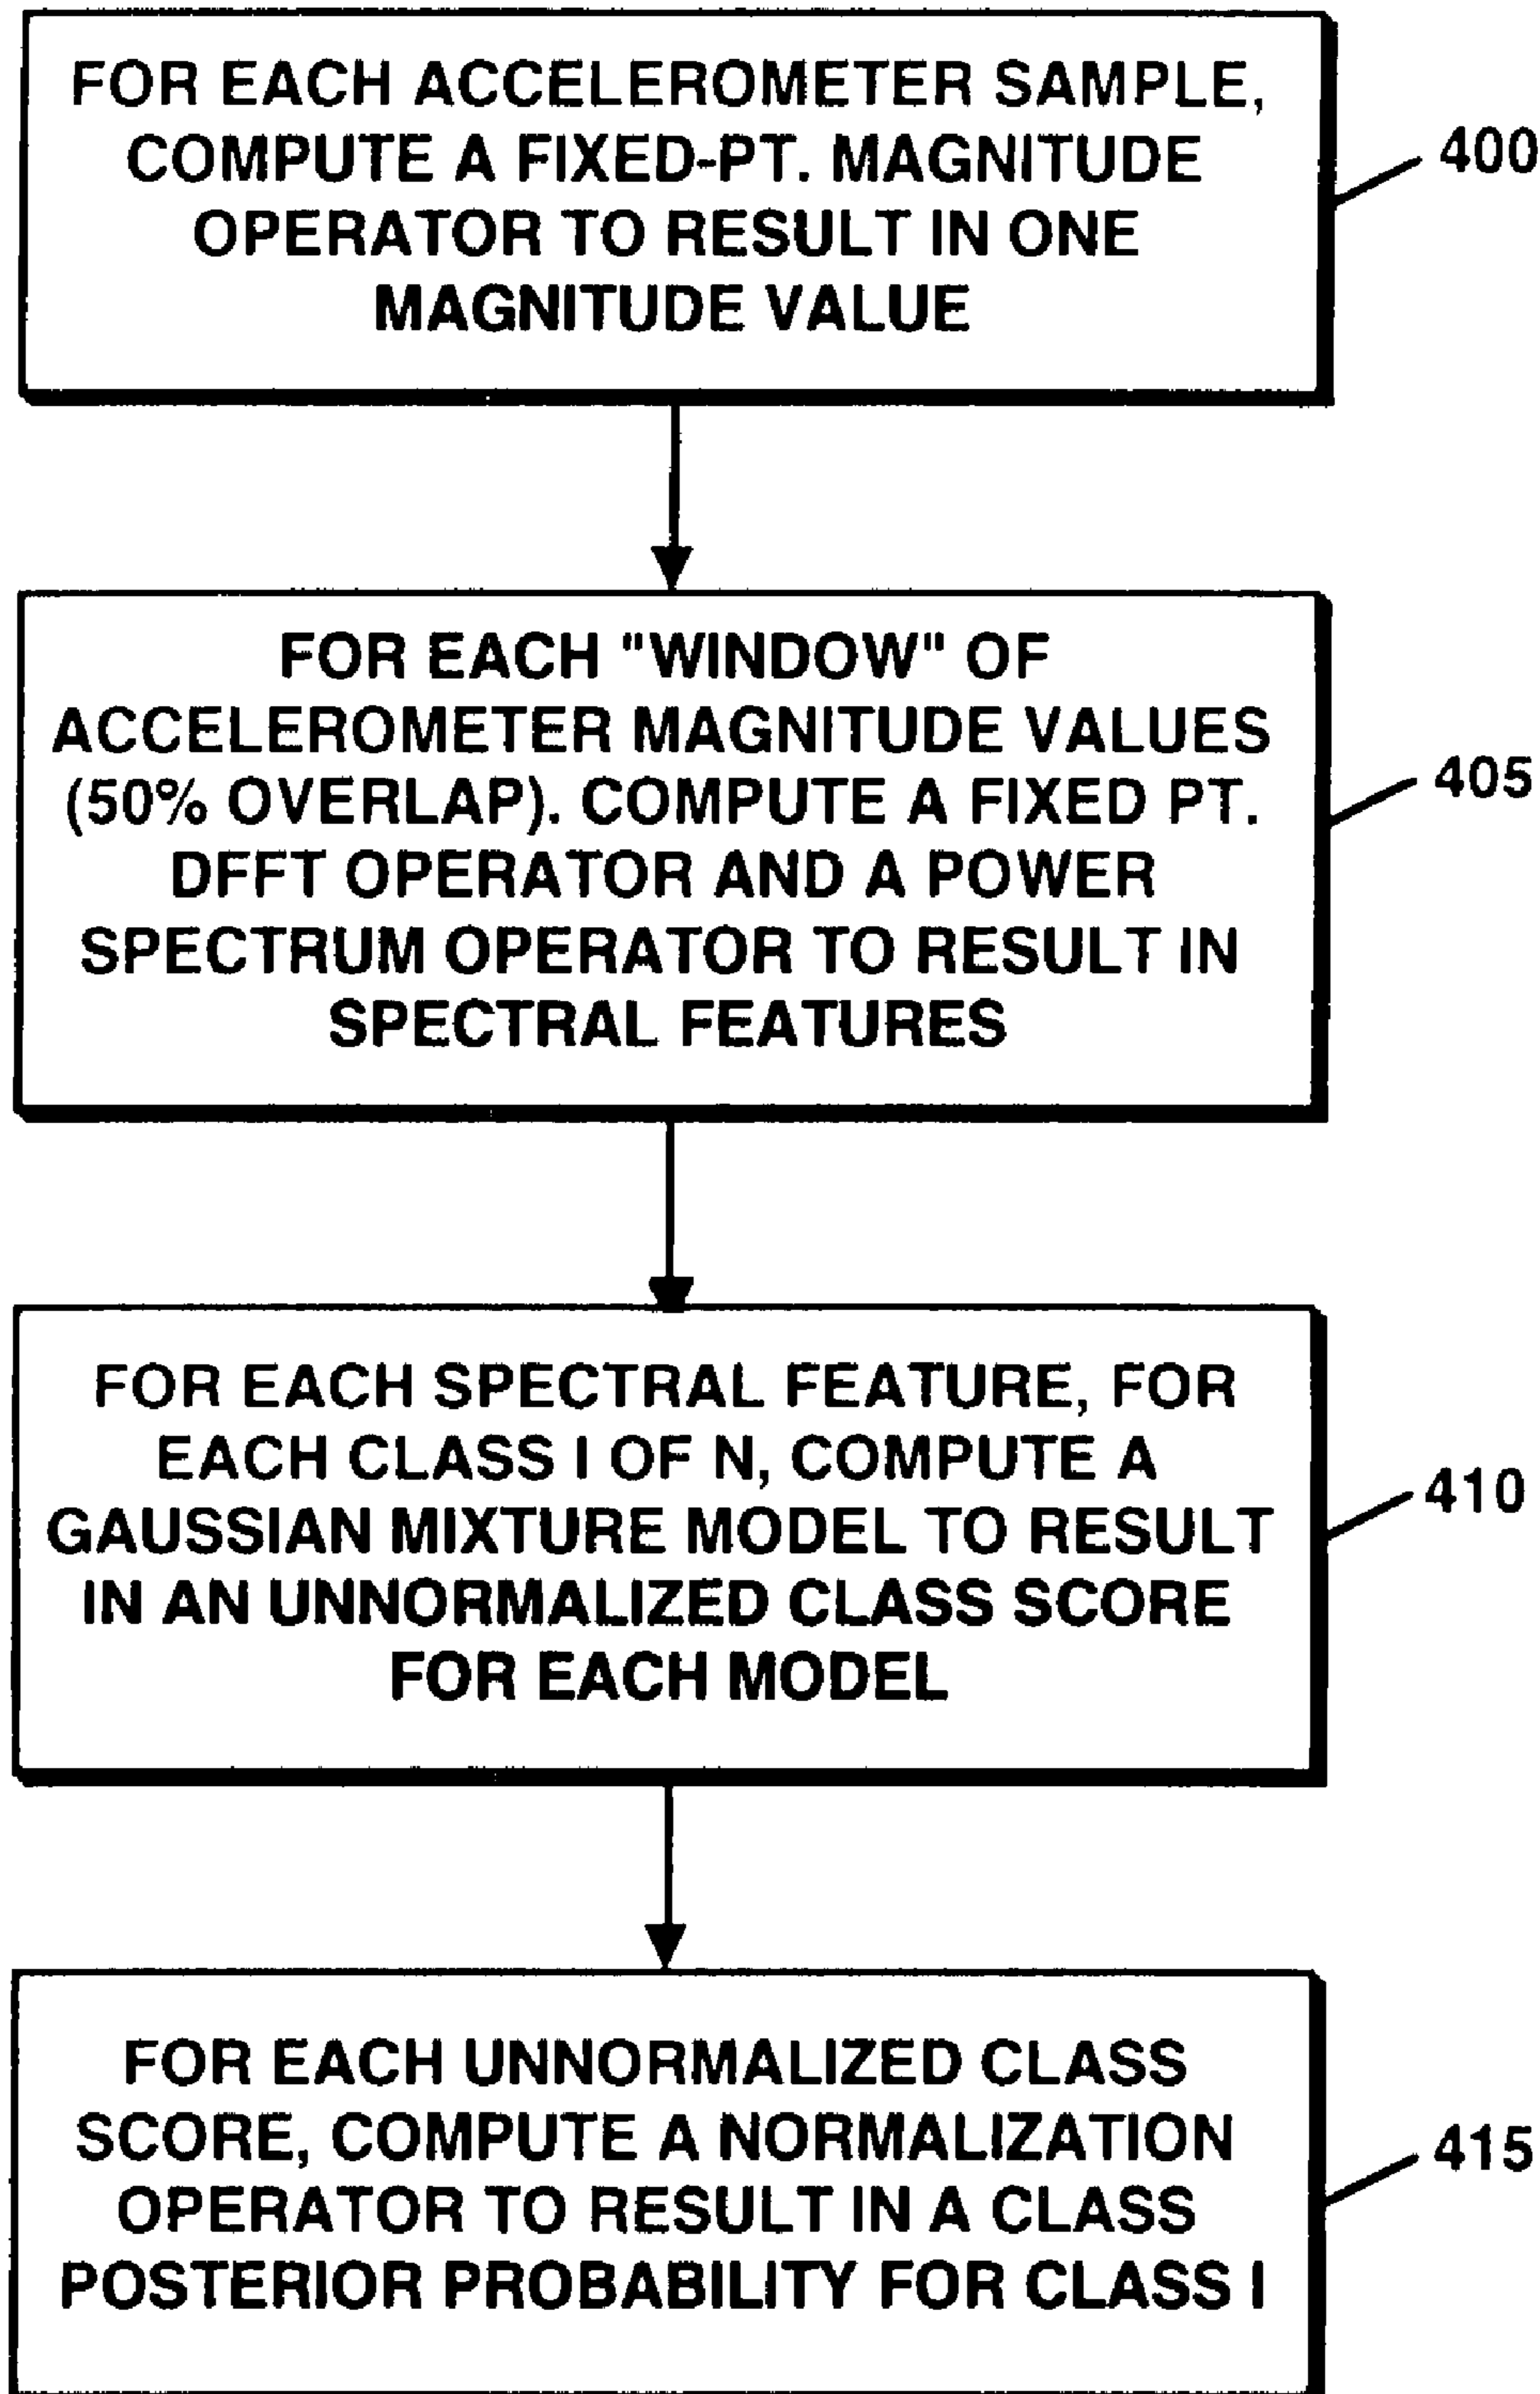 FOR EACH ACCELEROMETER SAMPLE,
COMPUTE A FIXED-PT. MAGNITUDE
OPERATOR TO RESULT IN ONE
MAGNITUDE VALUE
400
FOR EACH "WINDOW" OF
ACCELEROMETER MAGNITUDE VALUES
(50% OVERLAP). COMPUTE A FIXED PT.
DFFT OPERATOR AND A POWER
SPECTRUM OPERATOR TO RESULT IN
SPECTRAL FEATURES
405
FOR EACH SPECTRAL FEATURE, FOR
EACH CLASS I OF N, COMPUTE A
GAUSSIAN MIXTURE MODEL TO RESULT
IN AN UNNORMALIZED CLASS SCORE
FOR EACH MODEL
410
FOR EACH UNNORMALIZED CLASS
SCORE, COMPUTE A NORMALIZATION
OPERATOR TO RESULT IN A CLASS
POSTERIOR PROBABILITY FOR CLASS I
415